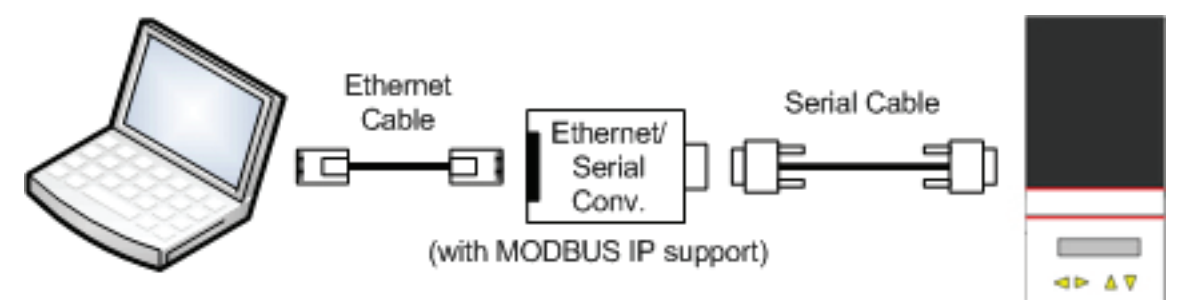 Ethernet
Cable
Ethernet/
Serial
Conv.
Serial Cable
(with MODBUS IP support)